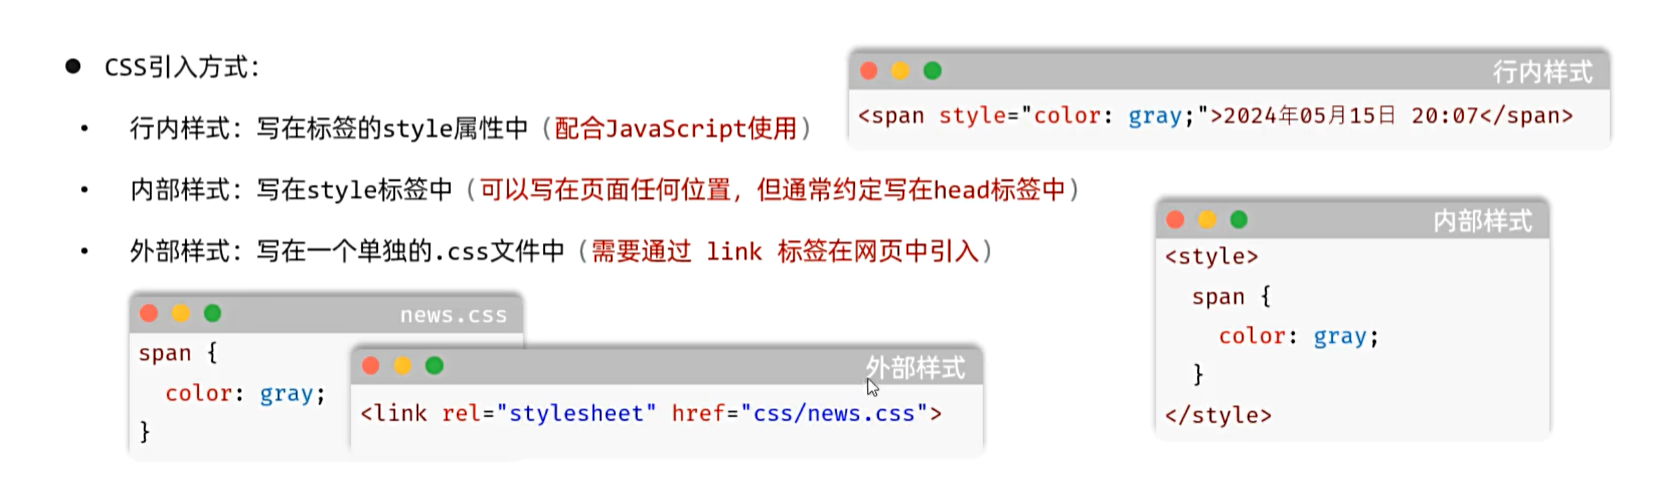 CSS引入方式：
行内样式：写在标签的style属性中（配合JavaScript使用）
内部样式：写在style标签中（可以写在页面任何位置，但通常约定写在head标签中）
外部样式：写在一个单独的.css文件中（需要通过 link 标签在网页中引入）
行内样式
<span style="color: gray;">2024年05月15日 20:07</span>
内部样式
<style>
span {
color: gray;
}
</style>
news.css
span {
color: gray;
}
外部样式
<link rel="stylesheet" href="css/news.css">